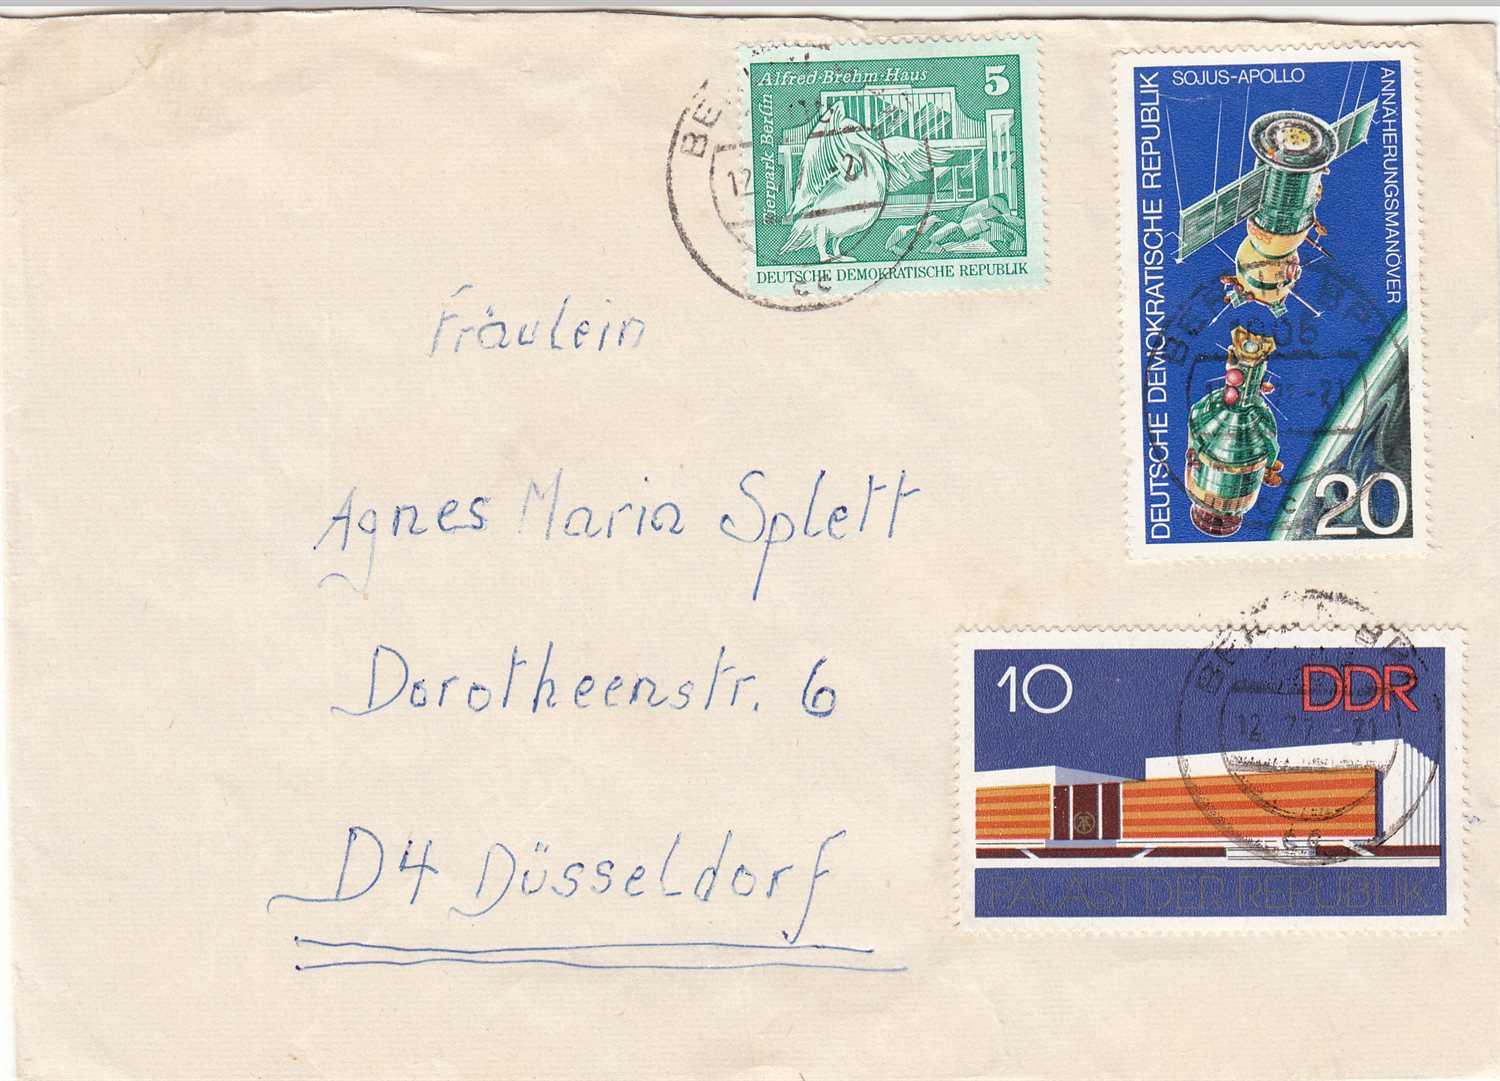 Alfred-Brehm-Haus
5
Tierpark Berlin
DEUTSCHE DEMOKRATISCHE REPUBLIK
SOJUS-APOLLO
ANNÄHERUNGSMANÖVER
DEUTSCHE DEMOKRATISCHE REPUBLIK
20
Fräulein
Agnes Maria Splett
Dorotheenstr. 6
D4 Düsseldorf
10
DDR
PALAST DER REPUBLIK